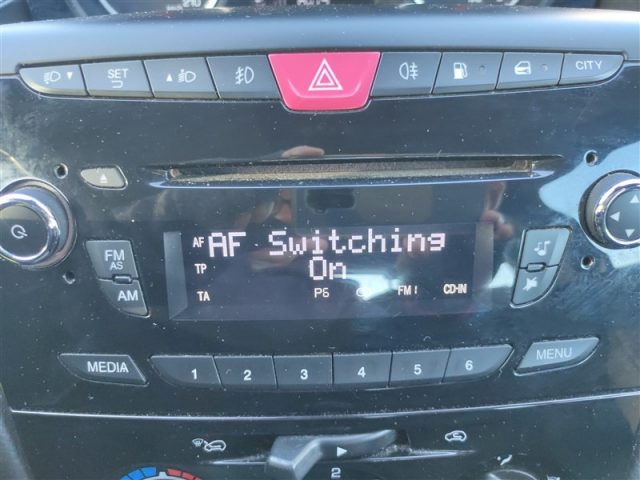 SET
CITY
AF AF Switching
TP On
TA P6 FM1 CD-IN
FM
AS
AM
MEDIA
1 2 3 4 5 6
MENU
2